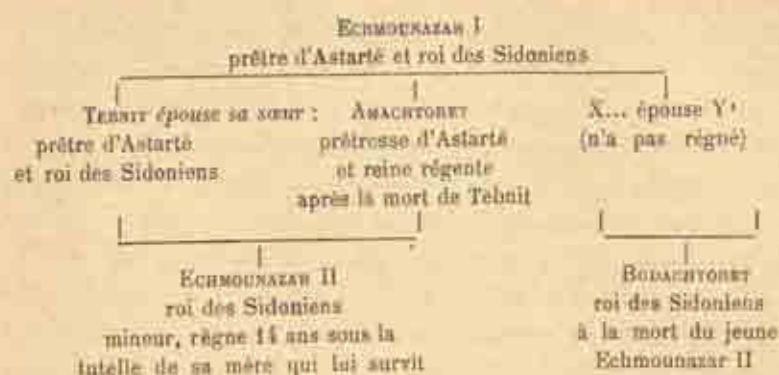 ECHMOUNAZAR I
prêtre d'Astarté et roi des Sidoniens
TEBNIT épouse sa sœur :
prêtre d'Astarté
et roi des Sidoniens
AMACHTORET
prêtresse d'Astarté
et reine régente
après la mort de Tebnit
X... épouse Y
(n'a pas régné)
ECHMOUNAZAR II
roi des Sidoniens
mineur, règne 14 ans sous la
tutelle de sa mère qui lui survit
BODACHTORET
roi des Sidoniens
à la mort du jeune
Echmounazar II